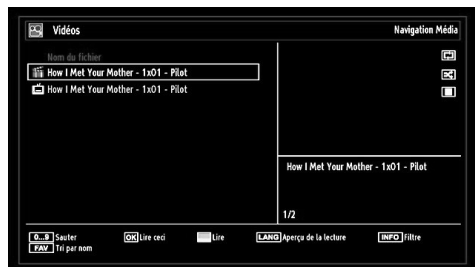 Vidéos
Navigation Média
Nom du fichier
How I Met Your Mother - 1x01 - Pilot
How I Met Your Mother - 1x01 - Pilot
How I Met Your Mother - 1x01 - Pilot
1/2
0...9 Sauter
OK Lire ceci
Lire
LANG Aperçu de la lecture
INFO Filtre
FAV Tri par nom